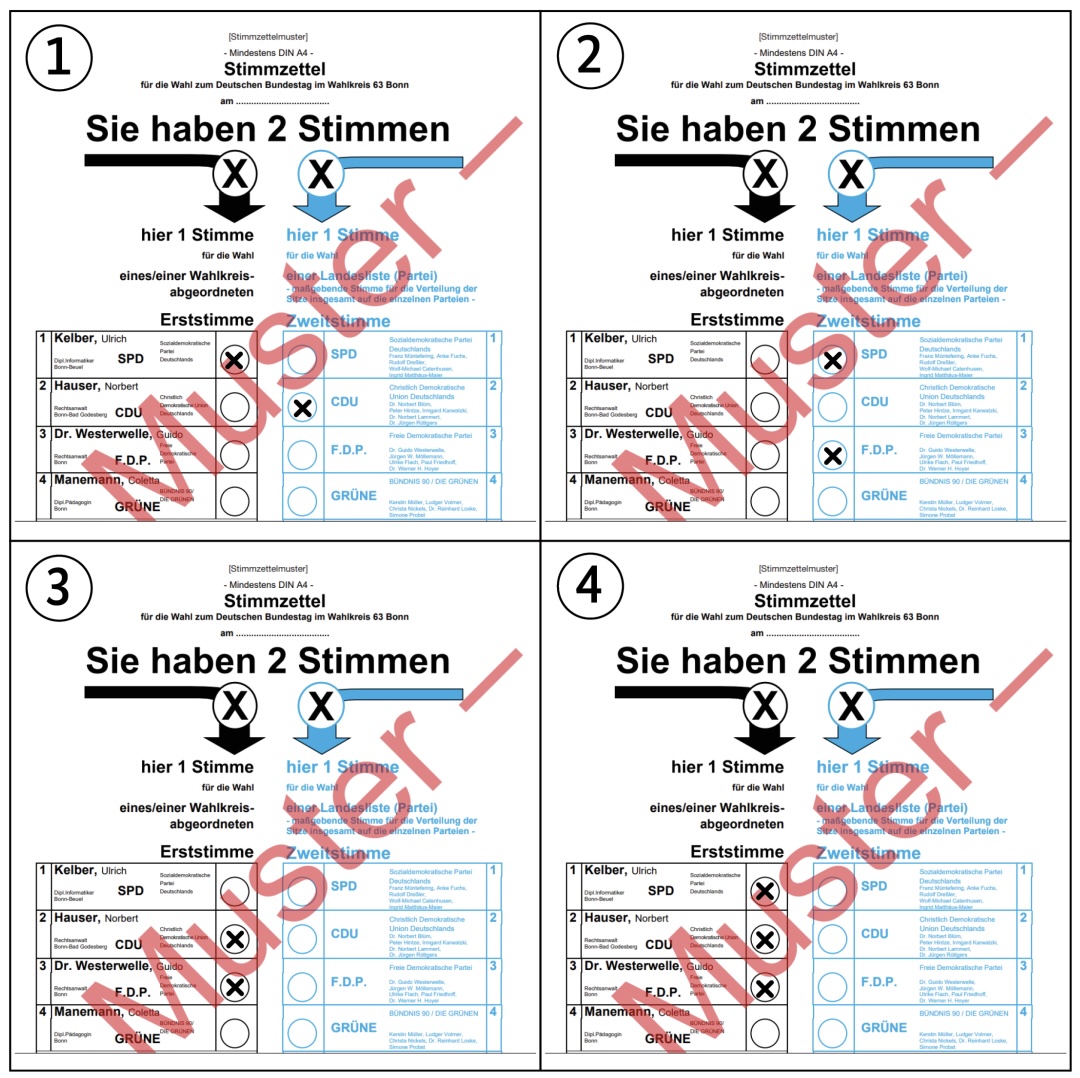 1
[Stimmzettelmuster]
- Mindestens DIN A4 -
Stimmzettel
für die Wahl zum Deutschen Bundestag im Wahlkreis 63 Bonn
am ................................
Sie haben 2 Stimmen
X X
hier 1 Stimme
für die Wahl
eines/einer Wahlkreis-
abgeordneten
Erststimme
hier 1 Stimme
für die Wahl
einer Landesliste (Partei)
- maßgebende Stimme für die Verteilung der
Sitze insgesamt auf die einzelnen Parteien -
Zweitstimme
1 Kelber, Ulrich
Dipl.Informatiker
Bonn-Beuel
SPD
Sozialdemokratische
Partei
Deutschlands
2 Hauser, Norbert
Rechtsanwalt
Bonn-Bad Godesberg
CDU
Christlich
Demokratische Union
Deutschlands
3 Dr. Westerwelle, Guido
Rechtsanwalt
Bonn
F.D.P.
Freie
Demokratische
Partei
4 Manemann, Coletta
Dipl.Pädagogin
Bonn
GRÜNE
BÜNDNIS 90/
DIE GRÜNEN
SPD
Sozialdemokratische Partei 1
Deutschlands
Franz Müntefering, Anke Fuchs,
Rudolf Dreßler,
Wolf-Michael Catenhusen,
Ingrid Matthäus-Maier
CDU
Christlich Demokratische 2
Union Deutschlands
Dr. Norbert Blüm,
Peter Hintze, Irmgard Karwatzki,
Dr. Norbert Lammert,
Dr. Jürgen Rüttgers
F.D.P.
Freie Demokratische Partei 3
Dr. Guido Westerwelle,
Jürgen W. Möllemann,
Ulrike Flach, Paul Friedhoff,
Dr. Werner H. Hoyer
GRÜNE
BÜNDNIS 90 / DIE GRÜNEN 4
Kerstin Müller, Ludger Volmer,
Christa Nickels, Dr. Reinhard Loske,
Simone Probst
Muster
2
[Stimmzettelmuster]
- Mindestens DIN A4 -
Stimmzettel
für die Wahl zum Deutschen Bundestag im Wahlkreis 63 Bonn
am ................................
Sie haben 2 Stimmen
X X
hier 1 Stimme
für die Wahl
eines/einer Wahlkreis-
abgeordneten
Erststimme
hier 1 Stimme
für die Wahl
einer Landesliste (Partei)
- maßgebende Stimme für die Verteilung der
Sitze insgesamt auf die einzelnen Parteien -
Zweitstimme
1 Kelber, Ulrich
Dipl.Informatiker
Bonn-Beuel
SPD
Sozialdemokratische
Partei
Deutschlands
2 Hauser, Norbert
Rechtsanwalt
Bonn-Bad Godesberg
CDU
Christlich
Demokratische Union
Deutschlands
3 Dr. Westerwelle, Guido
Rechtsanwalt
Bonn
F.D.P.
Freie
Demokratische
Partei
4 Manemann, Coletta
Dipl.Pädagogin
Bonn
GRÜNE
BÜNDNIS 90/
DIE GRÜNEN
SPD
Sozialdemokratische Partei 1
Deutschlands
Franz Müntefering, Anke Fuchs,
Rudolf Dreßler,
Wolf-Michael Catenhusen,
Ingrid Matthäus-Maier
CDU
Christlich Demokratische 2
Union Deutschlands
Dr. Norbert Blüm,
Peter Hintze, Irmgard Karwatzki,
Dr. Norbert Lammert,
Dr. Jürgen Rüttgers
F.D.P.
Freie Demokratische Partei 3
Dr. Guido Westerwelle,
Jürgen W. Möllemann,
Ulrike Flach, Paul Friedhoff,
Dr. Werner H. Hoyer
GRÜNE
BÜNDNIS 90 / DIE GRÜNEN 4
Kerstin Müller, Ludger Volmer,
Christa Nickels, Dr. Reinhard Loske,
Simone Probst
Muster
3
[Stimmzettelmuster]
- Mindestens DIN A4 -
Stimmzettel
für die Wahl zum Deutschen Bundestag im Wahlkreis 63 Bonn
am ................................
Sie haben 2 Stimmen
X X
hier 1 Stimme
für die Wahl
eines/einer Wahlkreis-
abgeordneten
Erststimme
hier 1 Stimme
für die Wahl
einer Landesliste (Partei)
- maßgebende Stimme für die Verteilung der
Sitze insgesamt auf die einzelnen Parteien -
Zweitstimme
1 Kelber, Ulrich
Dipl.Informatiker
Bonn-Beuel
SPD
Sozialdemokratische
Partei
Deutschlands
2 Hauser, Norbert
Rechtsanwalt
Bonn-Bad Godesberg
CDU
Christlich
Demokratische Union
Deutschlands
3 Dr. Westerwelle, Guido
Rechtsanwalt
Bonn
F.D.P.
Freie
Demokratische
Partei
4 Manemann, Coletta
Dipl.Pädagogin
Bonn
GRÜNE
BÜNDNIS 90/
DIE GRÜNEN
SPD
Sozialdemokratische Partei 1
Deutschlands
Franz Müntefering, Anke Fuchs,
Rudolf Dreßler,
Wolf-Michael Catenhusen,
Ingrid Matthäus-Maier
CDU
Christlich Demokratische 2
Union Deutschlands
Dr. Norbert Blüm,
Peter Hintze, Irmgard Karwatzki,
Dr. Norbert Lammert,
Dr. Jürgen Rüttgers
F.D.P.
Freie Demokratische Partei 3
Dr. Guido Westerwelle,
Jürgen W. Möllemann,
Ulrike Flach, Paul Friedhoff,
Dr. Werner H. Hoyer
GRÜNE
BÜNDNIS 90 / DIE GRÜNEN 4
Kerstin Müller, Ludger Volmer,
Christa Nickels, Dr. Reinhard Loske,
Simone Probst
Muster
4
[Stimmzettelmuster]
- Mindestens DIN A4 -
Stimmzettel
für die Wahl zum Deutschen Bundestag im Wahlkreis 63 Bonn
am ................................
Sie haben 2 Stimmen
X X
hier 1 Stimme
für die Wahl
eines/einer Wahlkreis-
abgeordneten
Erststimme
hier 1 Stimme
für die Wahl
einer Landesliste (Partei)
- maßgebende Stimme für die Verteilung der
Sitze insgesamt auf die einzelnen Parteien -
Zweitstimme
1 Kelber, Ulrich
Dipl.Informatiker
Bonn-Beuel
SPD
Sozialdemokratische
Partei
Deutschlands
2 Hauser, Norbert
Rechtsanwalt
Bonn-Bad Godesberg
CDU
Christlich
Demokratische Union
Deutschlands
3 Dr. Westerwelle, Guido
Rechtsanwalt
Bonn
F.D.P.
Freie
Demokratische
Partei
4 Manemann, Coletta
Dipl.Pädagogin
Bonn
GRÜNE
BÜNDNIS 90/
DIE GRÜNEN
SPD
Sozialdemokratische Partei 1
Deutschlands
Franz Müntefering, Anke Fuchs,
Rudolf Dreßler,
Wolf-Michael Catenhusen,
Ingrid Matthäus-Maier
CDU
Christlich Demokratische 2
Union Deutschlands
Dr. Norbert Blüm,
Peter Hintze, Irmgard Karwatzki,
Dr. Norbert Lammert,
Dr. Jürgen Rüttgers
F.D.P.
Freie Demokratische Partei 3
Dr. Guido Westerwelle,
Jürgen W. Möllemann,
Ulrike Flach, Paul Friedhoff,
Dr. Werner H. Hoyer
GRÜNE
BÜNDNIS 90 / DIE GRÜNEN 4
Kerstin Müller, Ludger Volmer,
Christa Nickels, Dr. Reinhard Loske,
Simone Probst
Muster